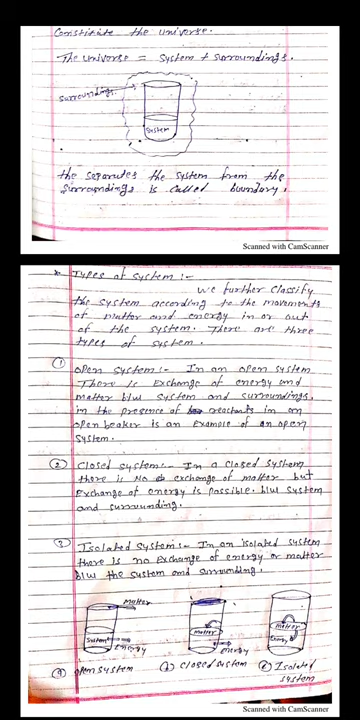 Constitute the universe.
The Universe = System + Surroundings.
Surroundings
System
the seperates the system from the
Surroundings is called boundary.
Scanned with CamScanner
* Types of System :-
We further classify
the system according to the movements
of matter and energy in or out
of the system. There are three
types of system.
① open system :- In an open system
There is Exchange of energy and
matter blw System and surroundings.
in the presence of reactants in an
open beaker is an Example of an open
System.
② Closed system :- In a closed system
there is No exchange of matter but
Exchange of energy is possible. blw System
and surrounding.
③ Isolated System :- In an isolated system
there is no Exchange of energy or matter
blw the system and surrounding.
matter
System
Energy
matter
energy
matter
Energy
open system
closed system
Isolated
system
Scanned with CamScanner